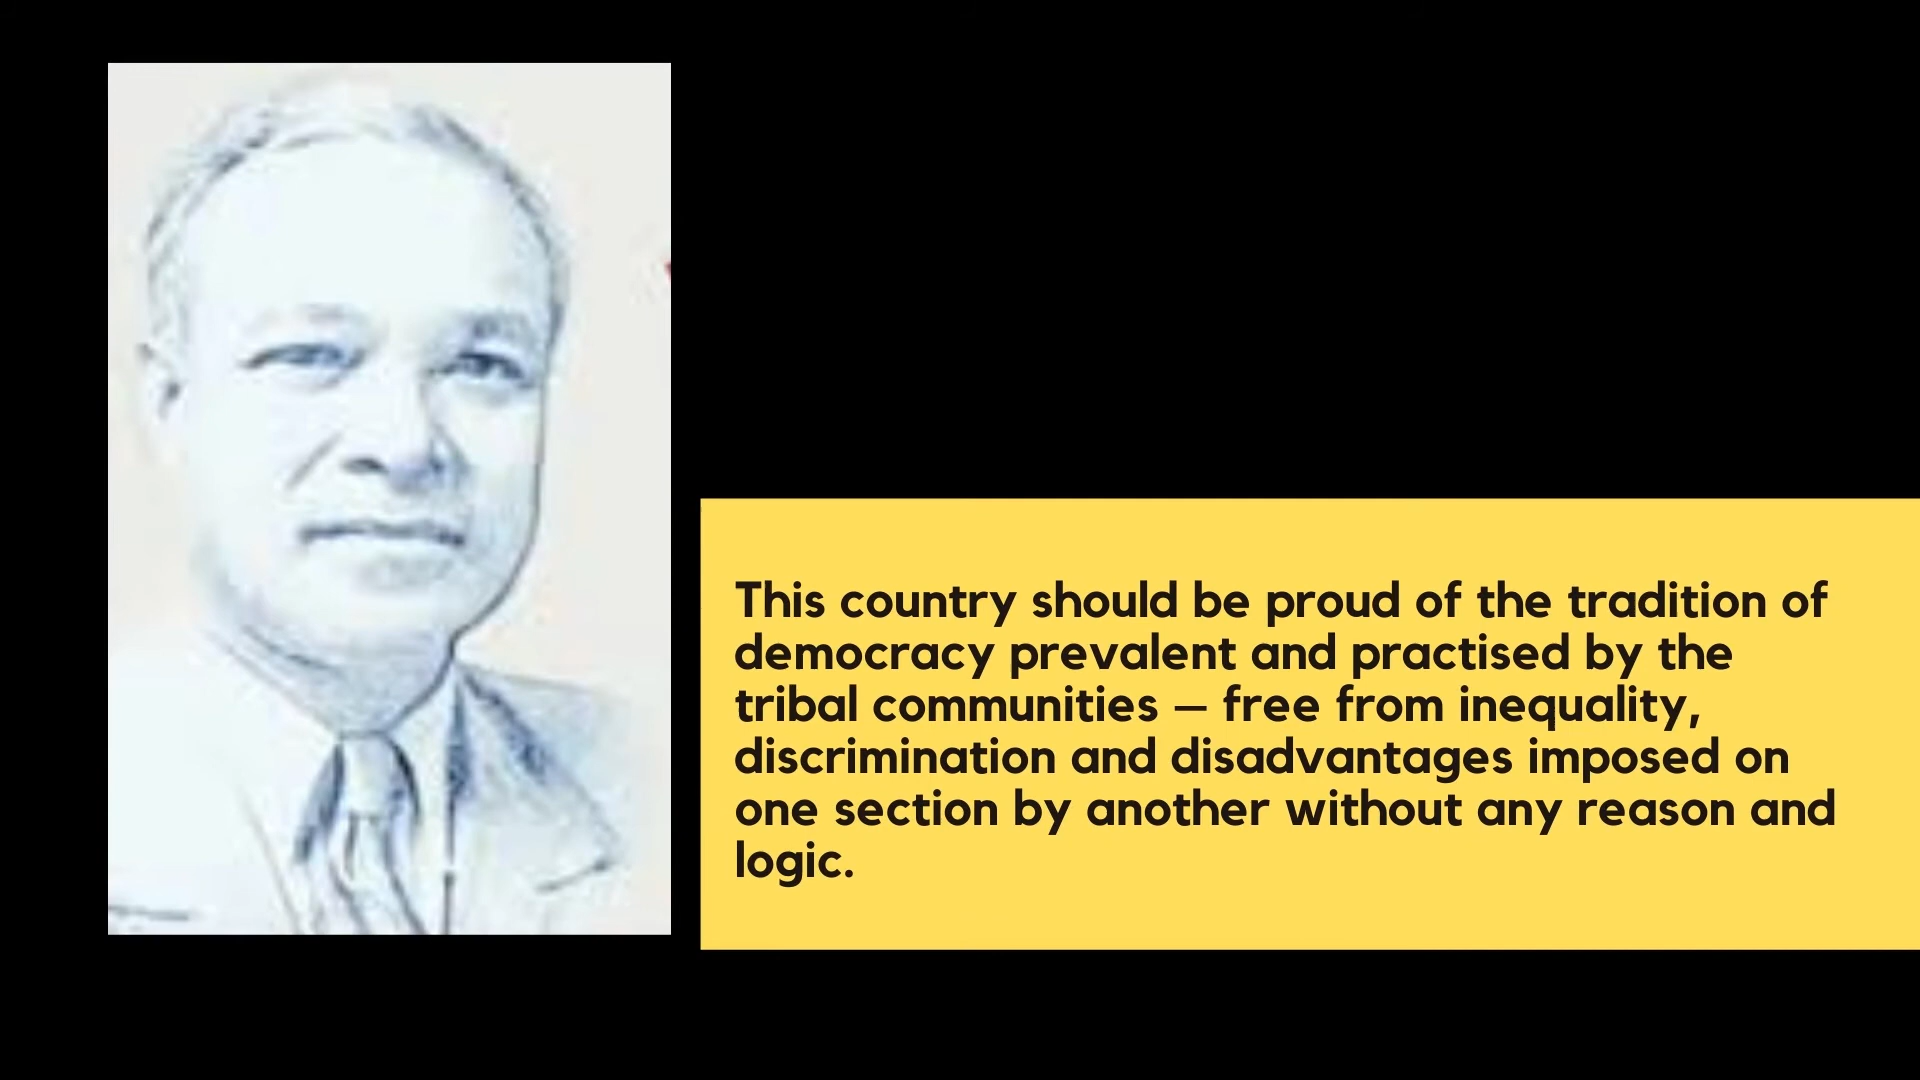 This country should be proud of the tradition of
democracy prevalent and practised by the
tribal communities — free from inequality,
discrimination and disadvantages imposed on
one section by another without any reason and
logic.